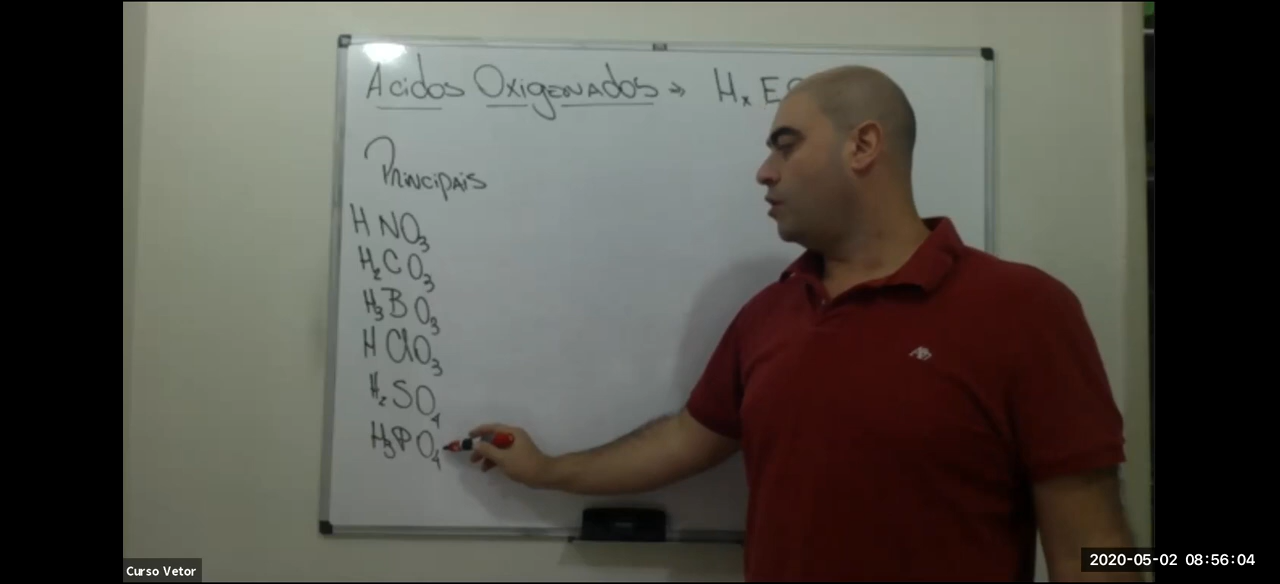 Acidos Oxigenados → HₓE
Principais
HNO₃
H₂CO₃
H₃BO₃
HClO₃
H₂SO₄
H₃PO₄
Curso Vetor
2020-05-02 08:56:04